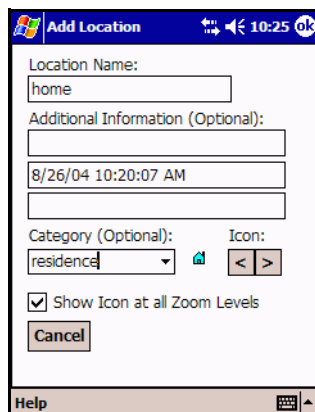 Add Location 10:25 ok
Location Name:
home
Additional Information (Optional):
8/26/04 10:20:07 AM
Category (Optional): Icon:
residence < >
Show Icon at all Zoom Levels
Cancel
Help